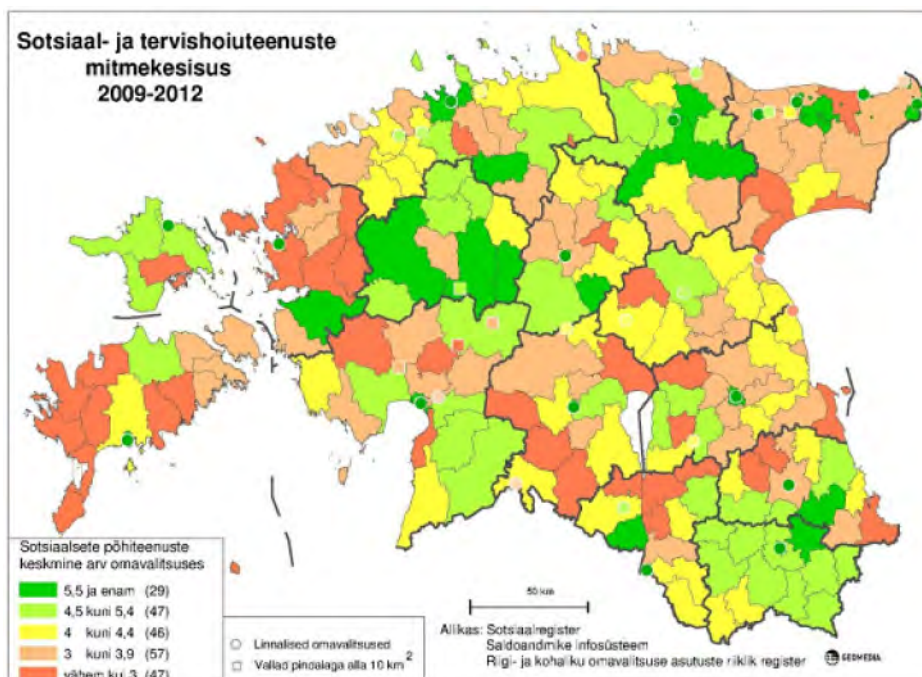 Sotsiaal- ja tervishoiuteenuste
mitmekesisus
2009-2012
Sotsiaalsete põhiteenuste
keskmine arv omavalitsuses
5,5 ja enam (29)
4,5 kuni 5,4 (47)
4 kuni 4,4 (46)
3 kuni 3,9 (57)
vähem kui 3 (47)
Linnalised omavalitsused
Vallad pindalaga alla 10 km 2
50 km
Allikas: Sotsiaalregister
Saldoandmike infosüsteem
Riigi- ja kohaliku omavalitsuse asutuste riiklik register
GEOMEDIA